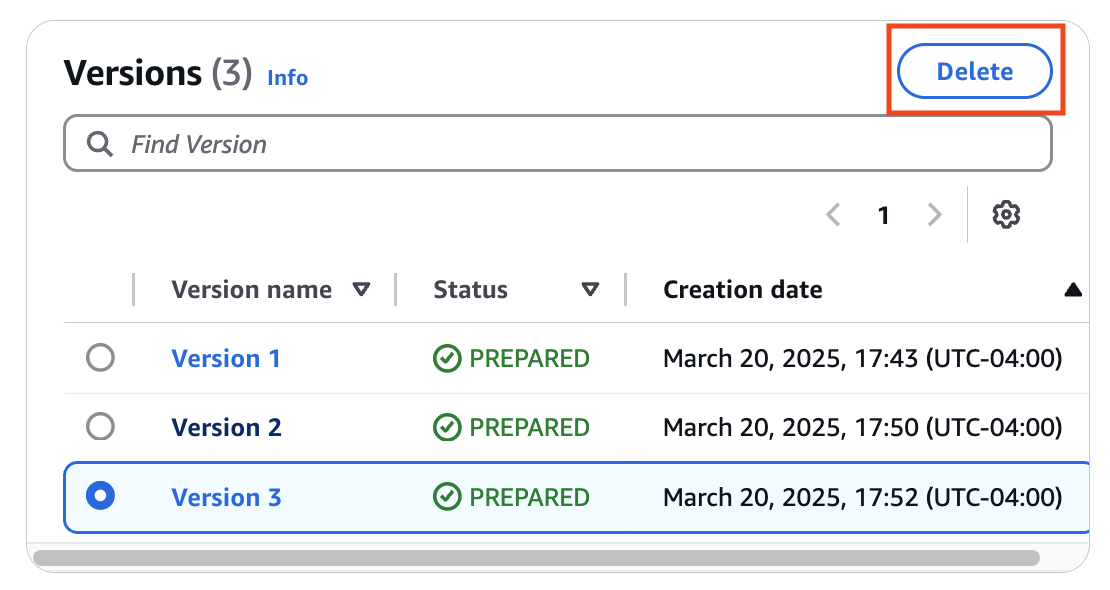 Versions (3) Info
Delete
Find Version
1
Version name Status Creation date
Version 1 PREPARED March 20, 2025, 17:43 (UTC-04:00)
Version 2 PREPARED March 20, 2025, 17:50 (UTC-04:00)
Version 3 PREPARED March 20, 2025, 17:52 (UTC-04:00)